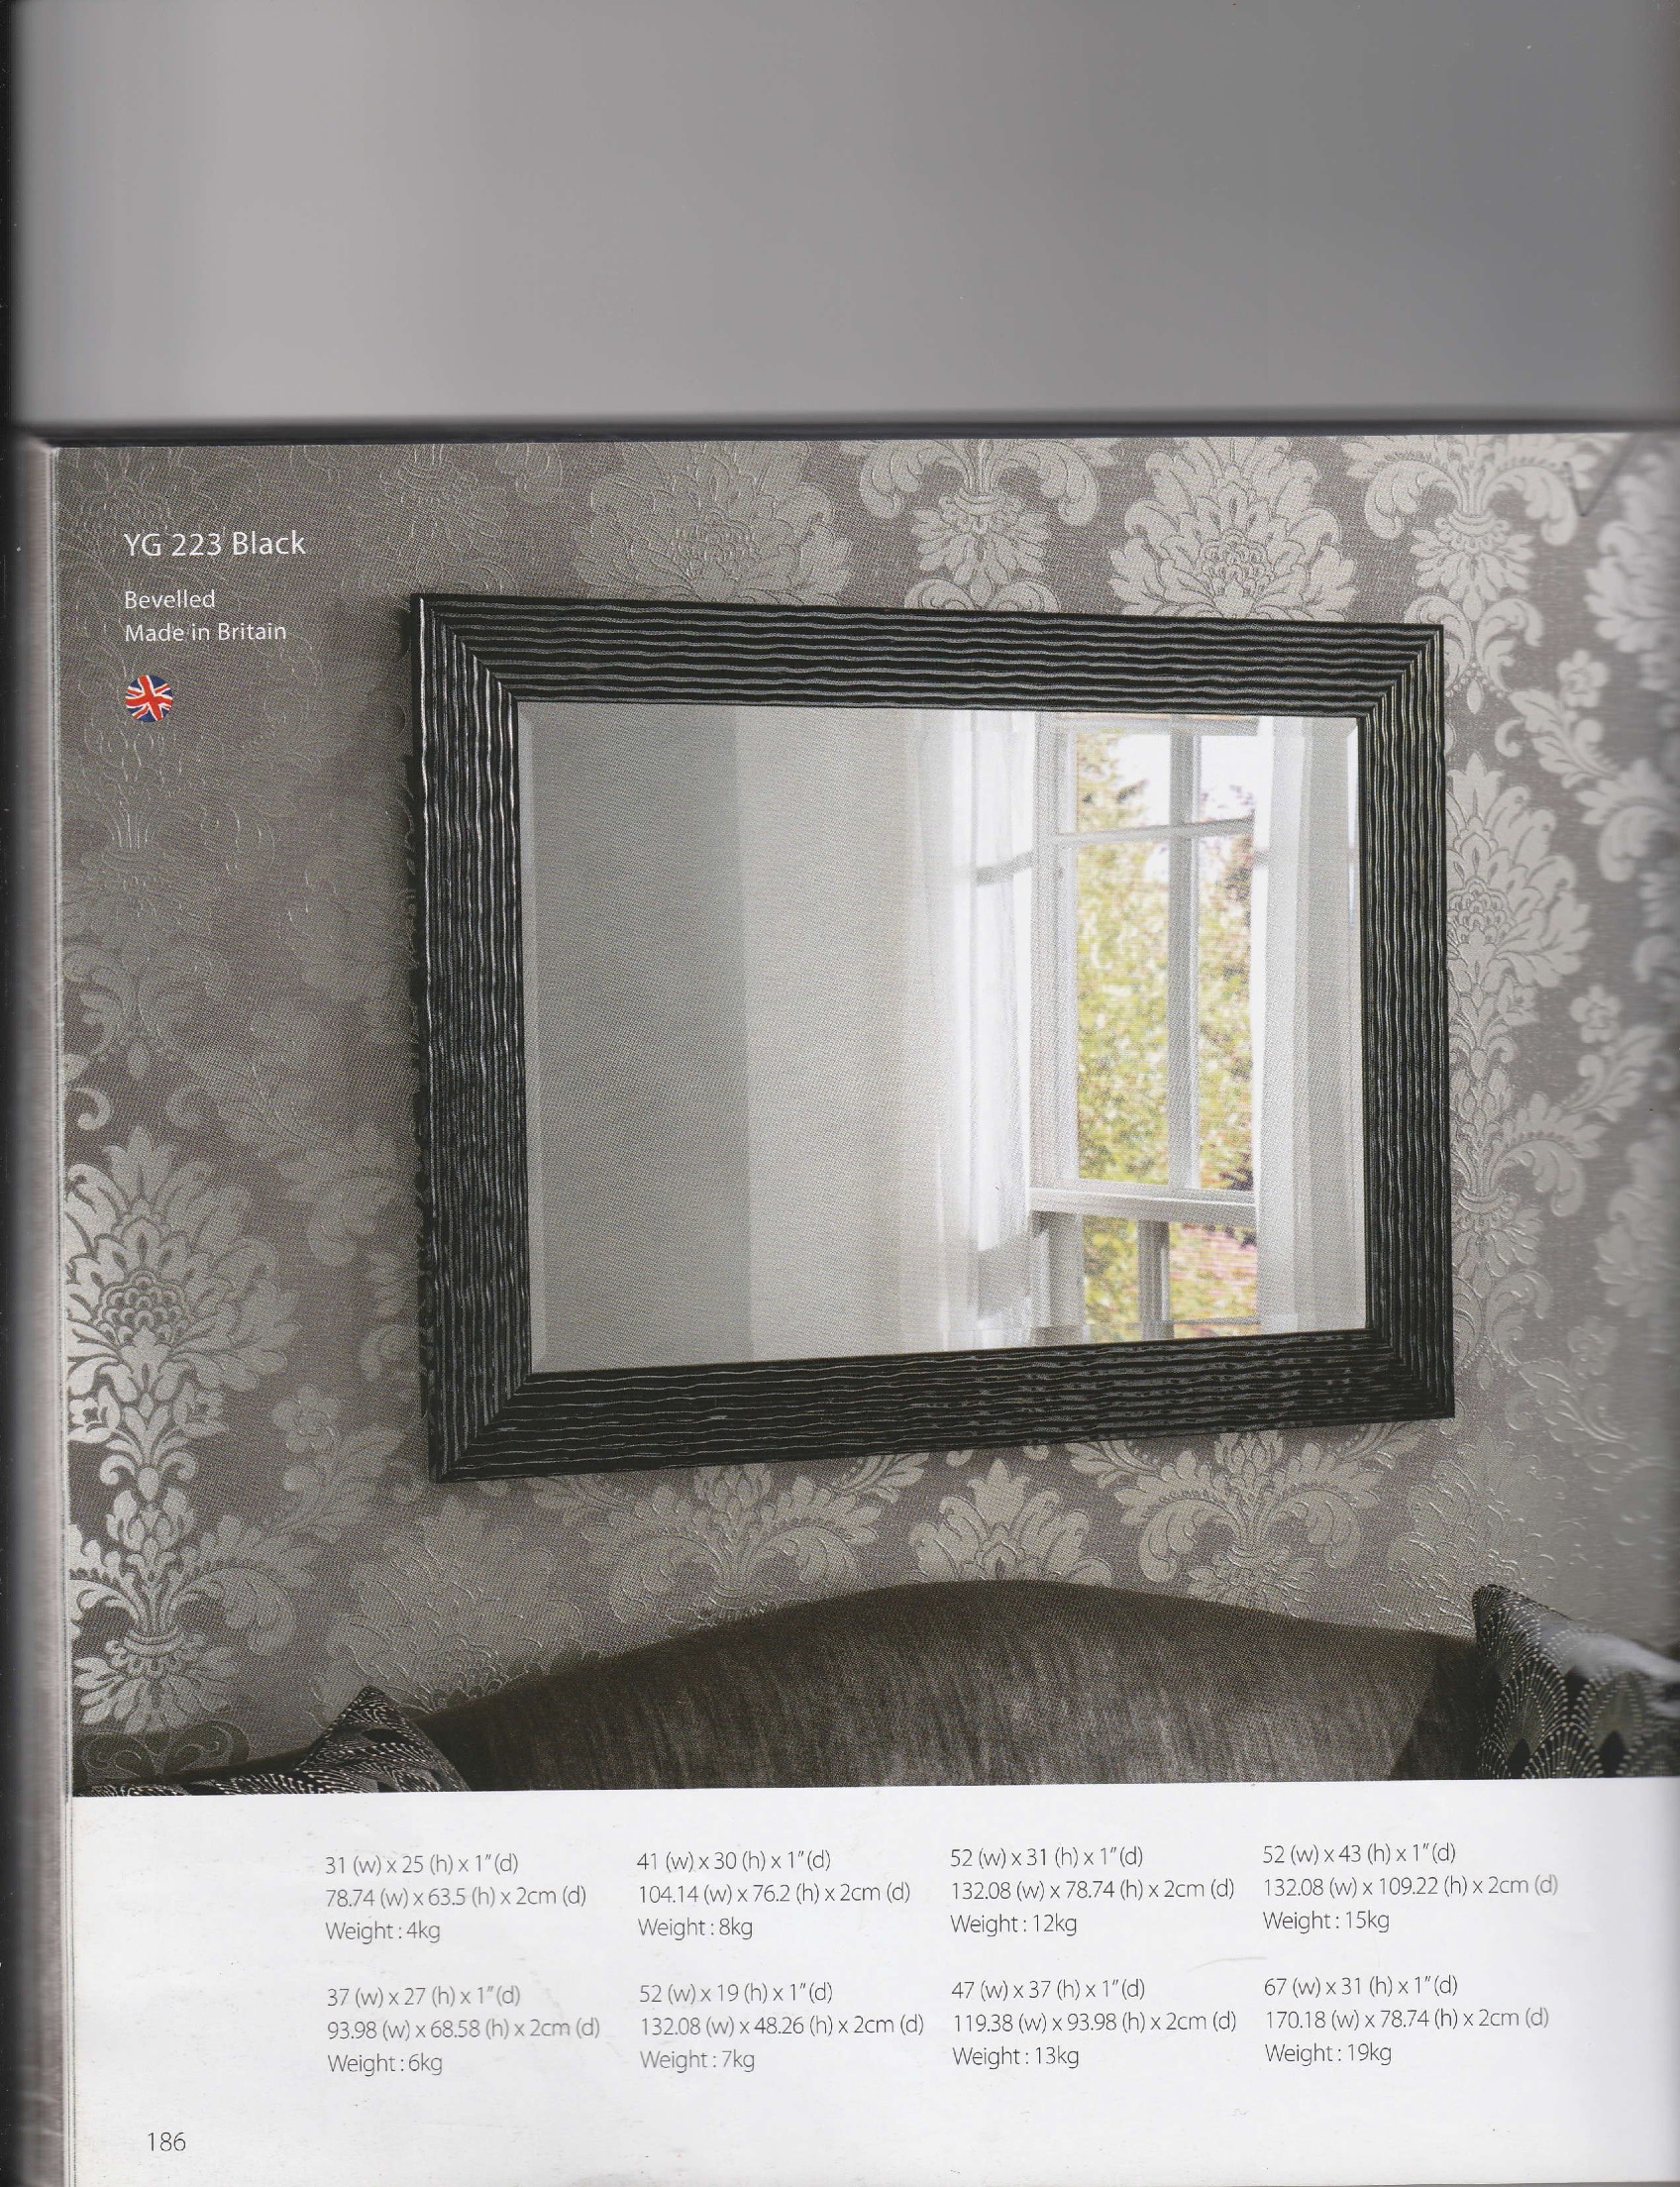 YG 223 Black
Bevelled
Made in Britain
31 (w) x 25 (h) x 1" (d)
78.74 (w) x 63.5 (h) x 2cm (d)
Weight : 4kg
41 (w) x 30 (h) x 1" (d)
104.14 (w) x 76.2 (h) x 2cm (d)
Weight : 8kg
52 (w) x 31 (h) x 1" (d)
132.08 (w) x 78.74 (h) x 2cm (d)
Weight : 12kg
52 (w) x 43 (h) x 1" (d)
132.08 (w) x 109.22 (h) x 2cm (d)
Weight : 15kg
37 (w) x 27 (h) x 1" (d)
93.98 (w) x 68.58 (h) x 2cm (d)
Weight : 6kg
52 (w) x 19 (h) x 1" (d)
132.08 (w) x 48.26 (h) x 2cm (d)
Weight : 7kg
47 (w) x 37 (h) x 1" (d)
119.38 (w) x 93.98 (h) x 2cm (d)
Weight : 13kg
67 (w) x 31 (h) x 1" (d)
170.18 (w) x 78.74 (h) x 2cm (d)
Weight : 19kg
186